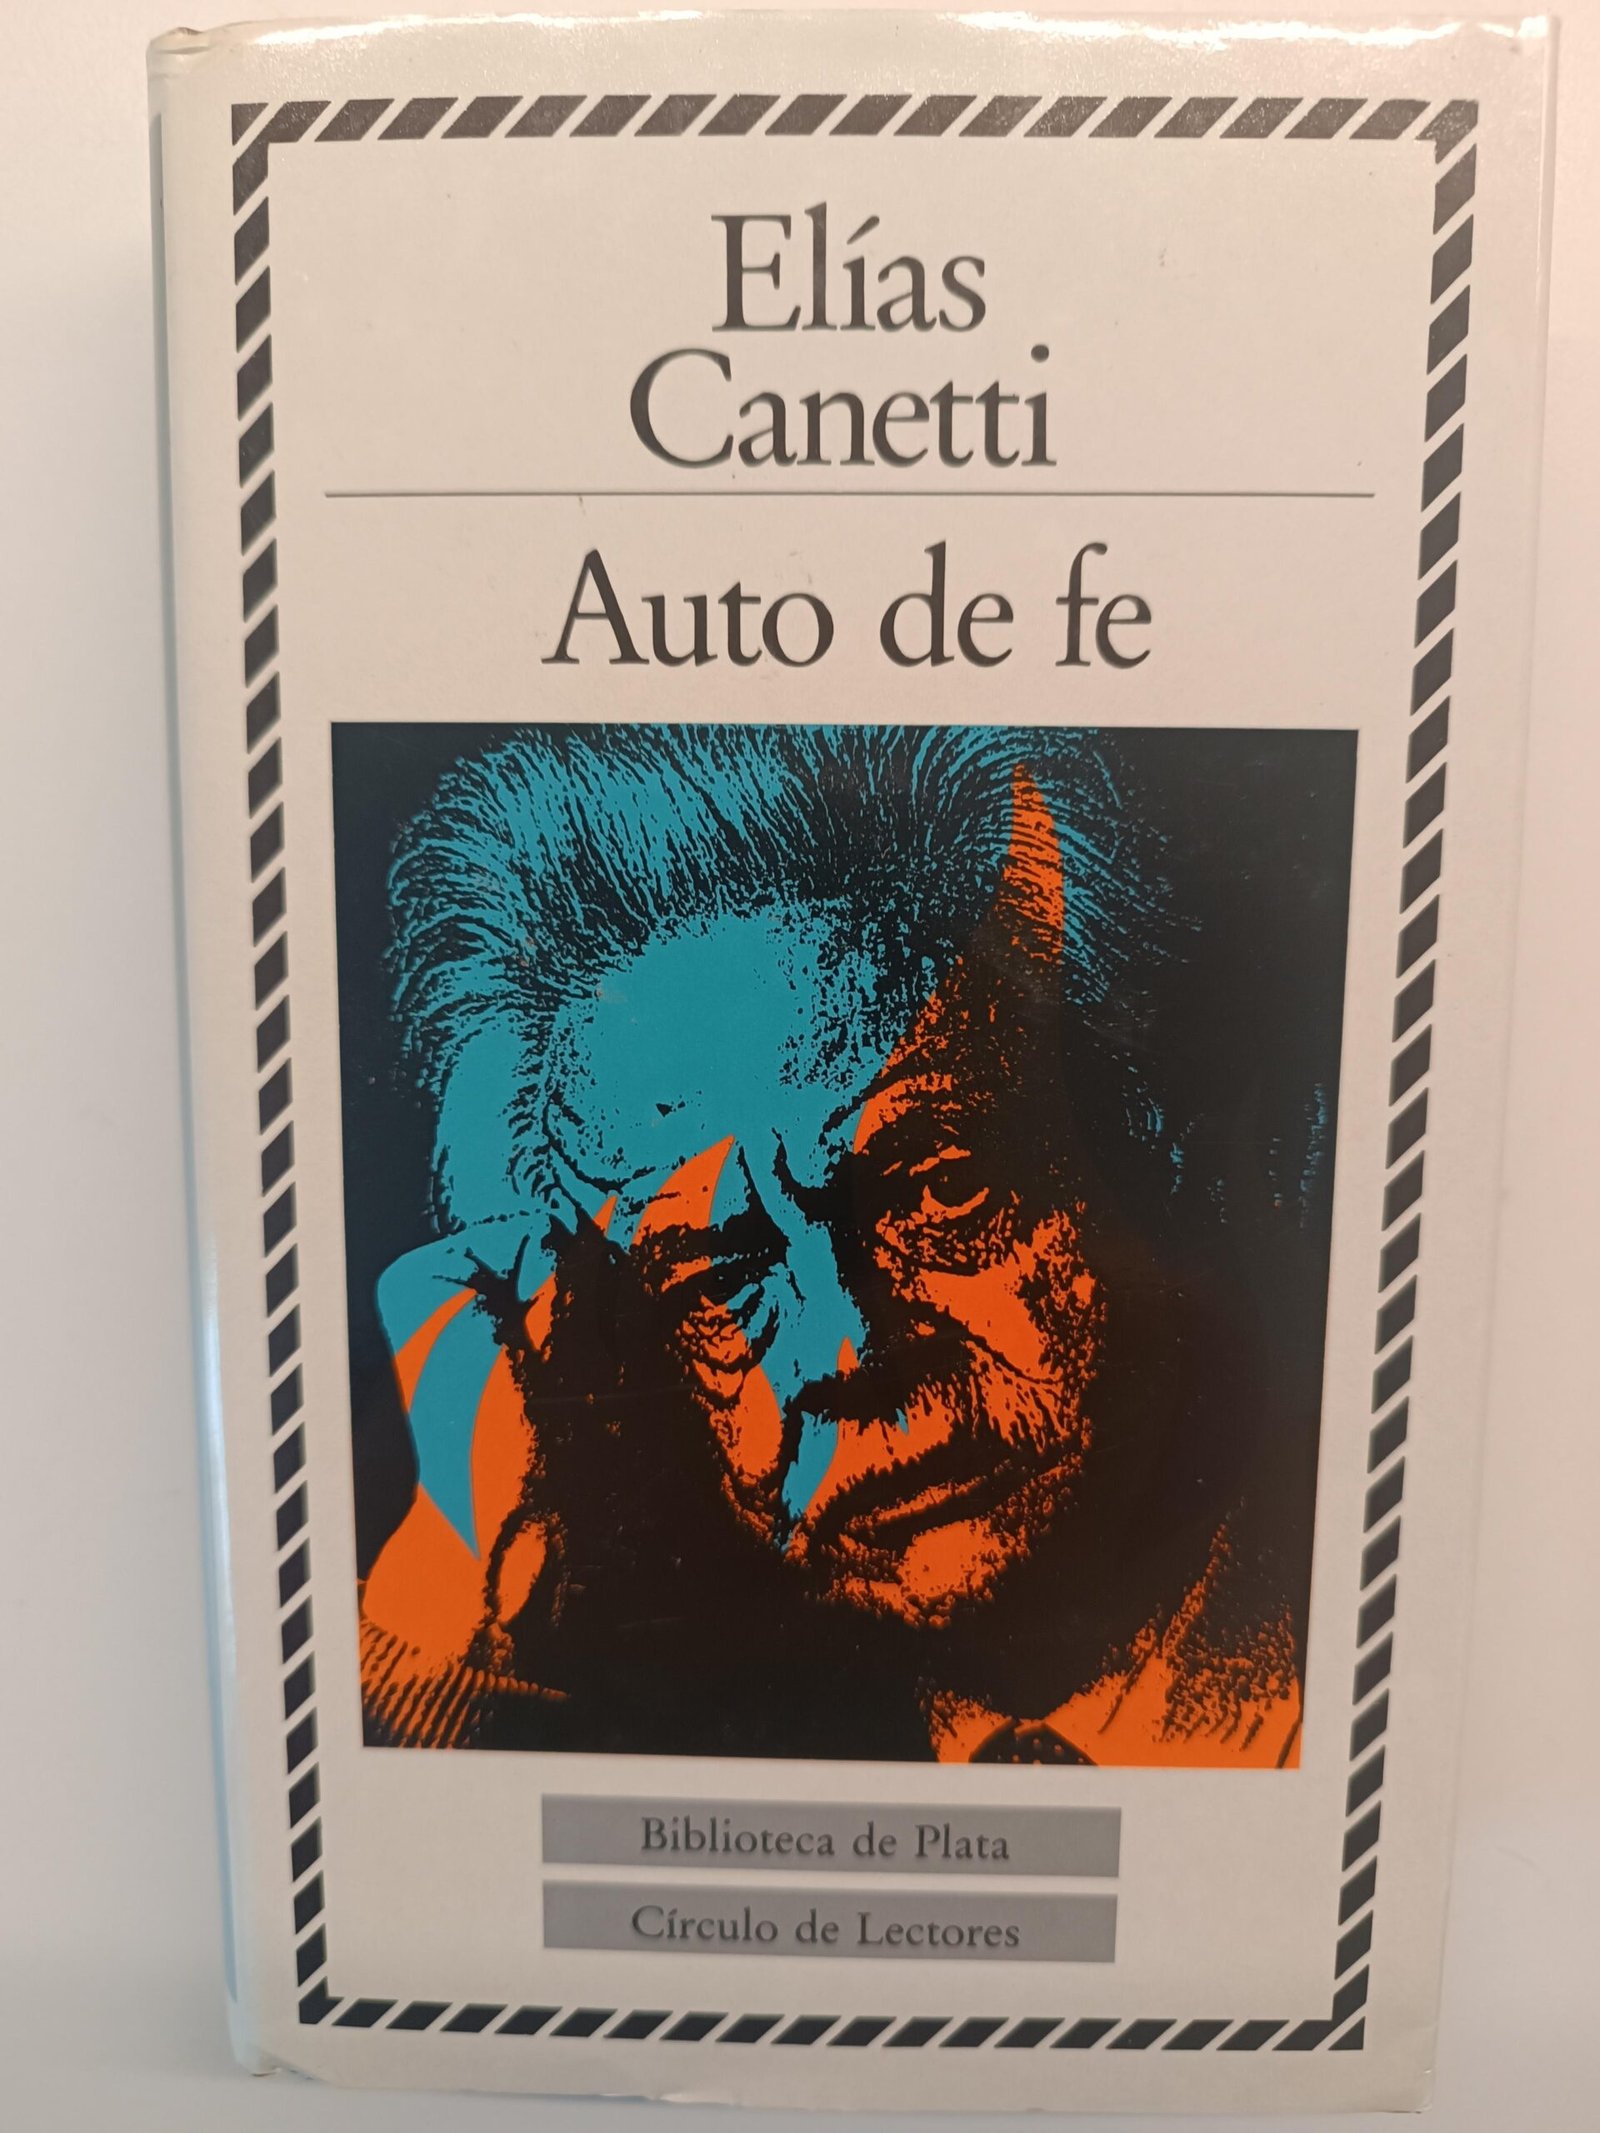 Elías
Canetti
Auto de fe
Biblioteca de Plata
Círculo de Lectores